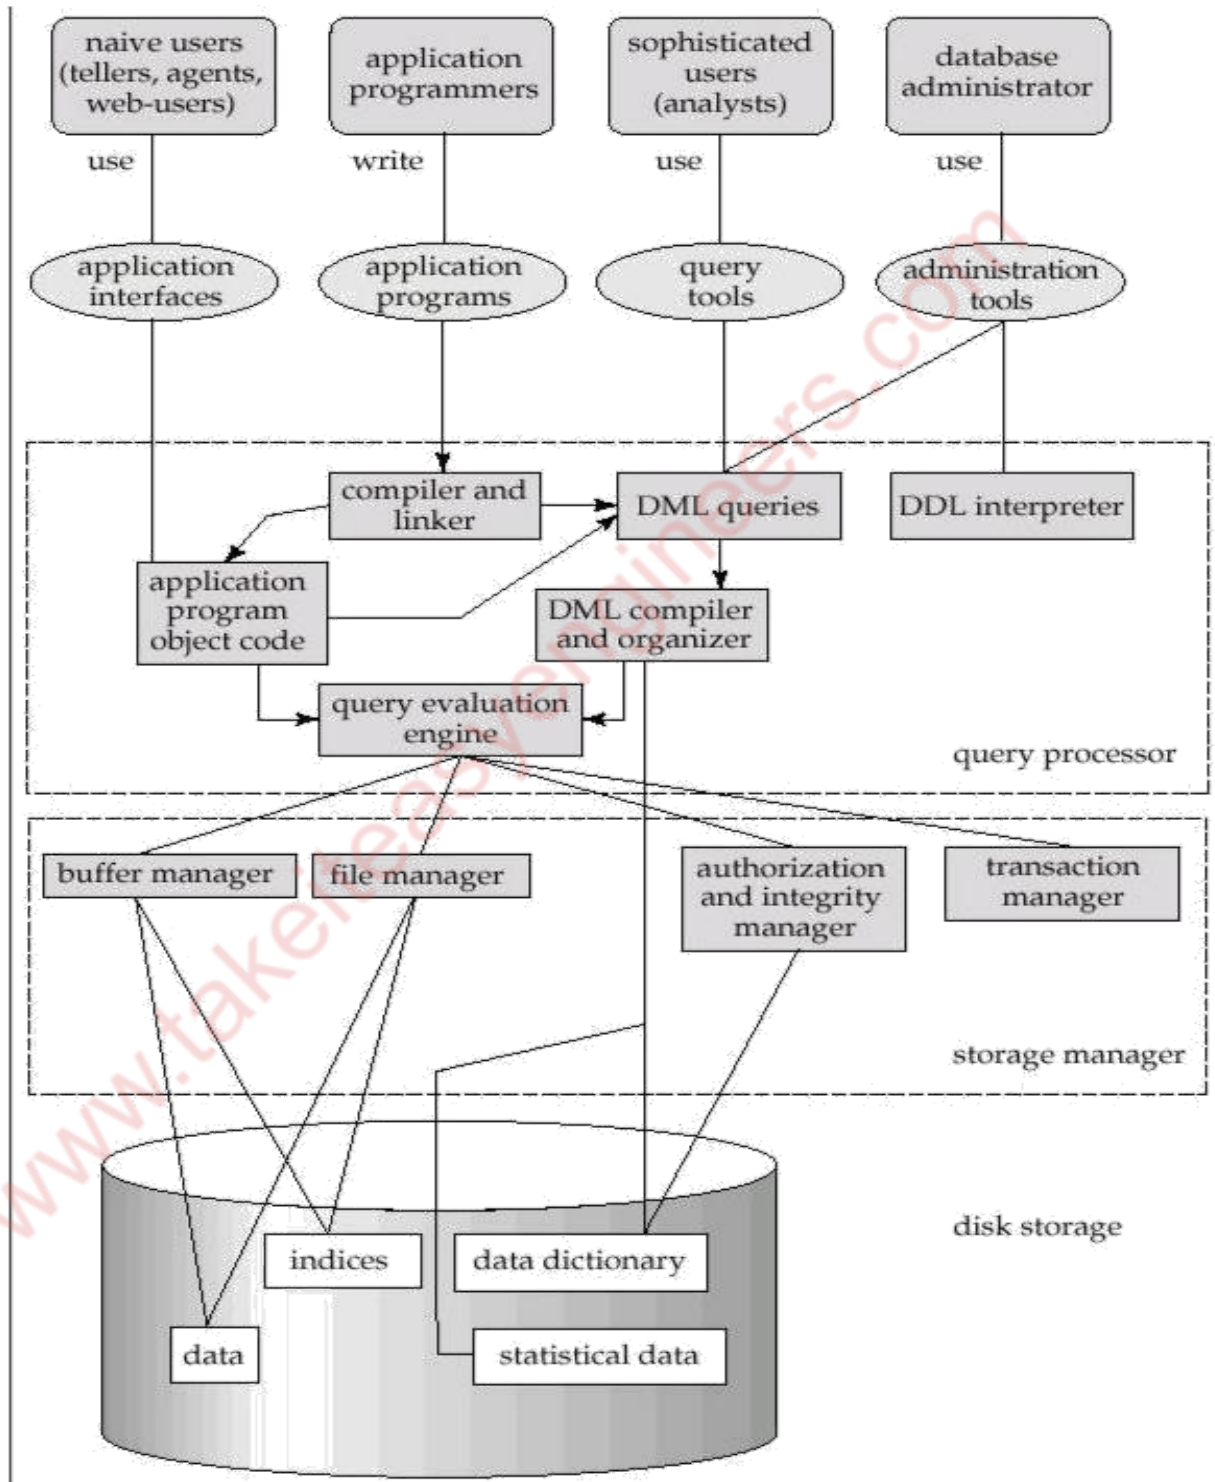 naive users
(tellers, agents,
web-users)
application
programmers
sophisticated
users
(analysts)
database
administrator
use
write
use
use
application
interfaces
application
programs
query
tools
administration
tools
compiler and
linker
DML queries
DDL interpreter
application
program
object code
DML compiler
and organizer
query evaluation
engine
query processor
buffer manager
file manager
authorization
and integrity
manager
transaction
manager
storage manager
disk storage
indices
data dictionary
data
statistical data
www.takeiteasyengineers.com